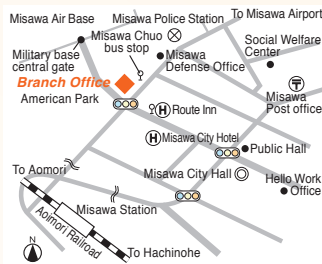 To Misawa Airport
Misawa Air Base
Misawa Police Station
Misawa Chuo
bus stop
Social Welfare
Center
Military base
central gate
Misawa
Defense Office
Branch Office
American Park
H Route Inn
Misawa
Post office
H Misawa City Hotel
Public Hall
To Aomori
Misawa City Hall
Hello Work
Office
Misawa Station
Aoimori Railroad
N
To Hachinohe